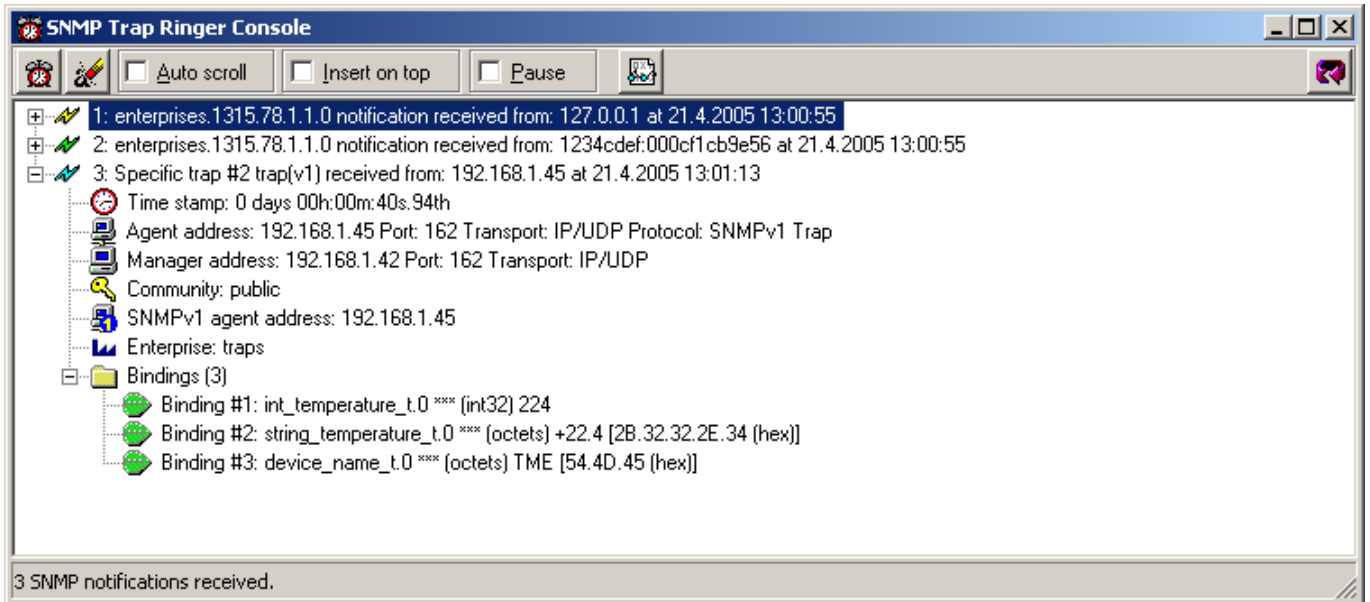 SNMP Trap Ringer Console
Auto scroll Insert on top Pause
1: enterprises.1315.78.1.1.0 notification received from: 127.0.0.1 at 21.4.2005 13:00:55
2: enterprises.1315.78.1.1.0 notification received from: 1234cdef:000cf1cb9e56 at 21.4.2005 13:00:55
3: Specific trap #2 trap(v1) received from: 192.168.1.45 at 21.4.2005 13:01:13
Time stamp: 0 days 00h:00m:40s.94th
Agent address: 192.168.1.45 Port: 162 Transport: IP/UDP Protocol: SNMPv1 Trap
Manager address: 192.168.1.42 Port: 162 Transport: IP/UDP
Community: public
SNMPv1 agent address: 192.168.1.45
Enterprise: traps
Bindings (3)
Binding #1: int_temperature_t.0 *** (int32) 224
Binding #2: string_temperature_t.0 *** (octets) +22.4 [2B.32.32.2E.34 (hex)]
Binding #3: device_name_t.0 *** (octets) TME [54.4D.45 (hex)]
3 SNMP notifications received.